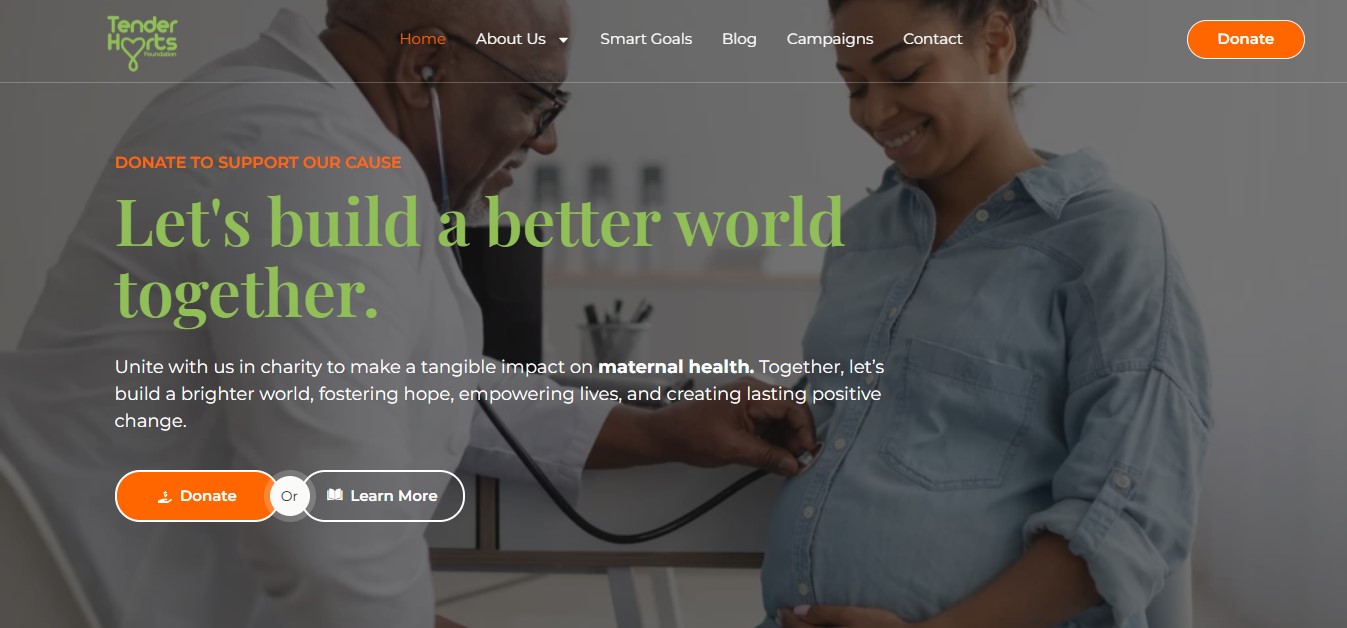 Tender
Hearts
Foundation
Home
About Us
Smart Goals
Blog
Campaigns
Contact
Donate
DONATE TO SUPPORT OUR CAUSE
Let's build a better world
together.
Unite with us in charity to make a tangible impact on maternal health. Together, let’s
build a brighter world, fostering hope, empowering lives, and creating lasting positive
change.
Donate
Or
Learn More